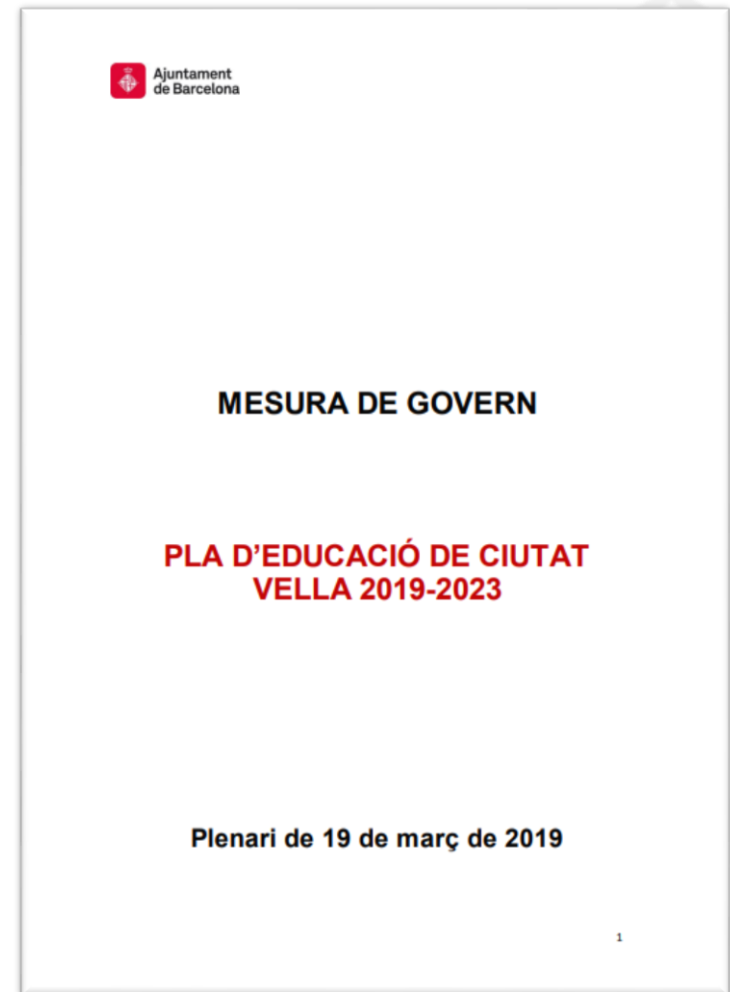 Ajuntament
de Barcelona
MESURA DE GOVERN
PLA D'EDUCACIÓ DE CIUTAT
VELLA 2019-2023
Plenari de 19 de març de 2019
1